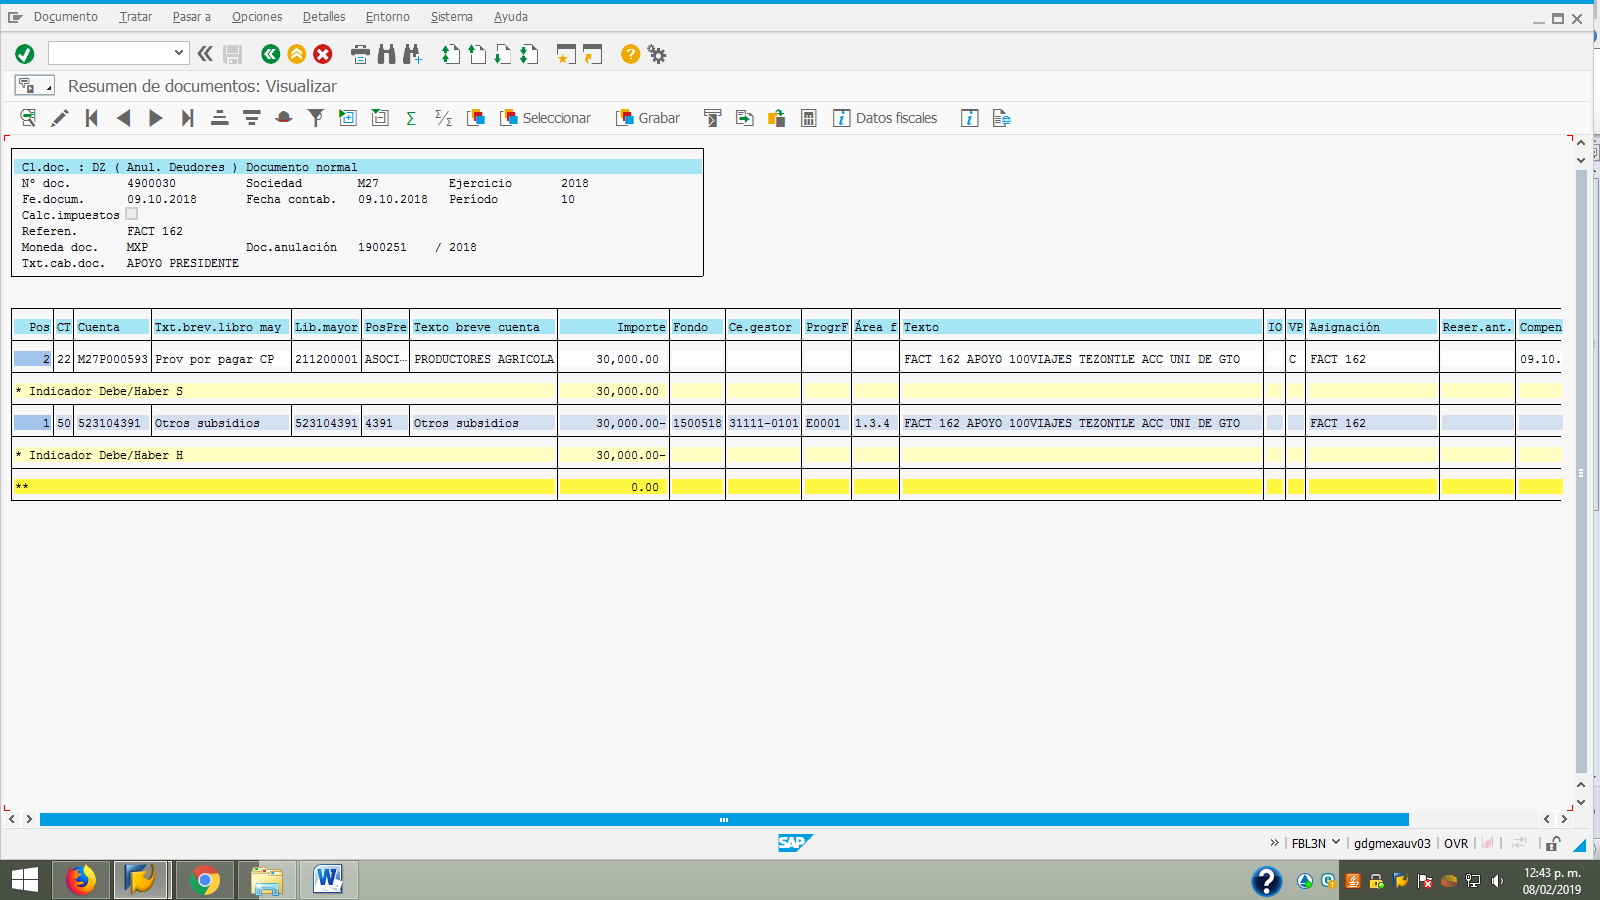 Documento Tratar Pasar a Opciones Detalles Entorno Sistema Ayuda
Resumen de documentos: Visualizar
Seleccionar Grabar Datos fiscales
Cl.doc. : DZ ( Anul. Deudores ) Documento normal
Nº doc. 4900030 Sociedad M27 Ejercicio 2018
Fe.docum. 09.10.2018 Fecha contab. 09.10.2018 Período 10
Calc.impuestos
Referen. FACT 162
Moneda doc. MXP Doc.anulación 1900251 / 2018
Txt.cab.doc. APOYO PRESIDENTE
Pos CT Cuenta Txt.brev.libro may Lib.mayor PosPre Texto breve cuenta Importe Fondo Ce.gestor ProgrF Área f Texto IO VP Asignación Reser.ant. Compen
2 22 M27P000593 Prov por pagar CP 211200001 ASOCI… PRODUCTORES AGRICOLA 30,000.00 FACT 162 APOYO 100VIAJES TEZONTLE ACC UNI DE GTO C FACT 162 09.10.
* Indicador Debe/Haber S 30,000.00
1 50 523104391 Otros subsidios 523104391 4391 Otros subsidios 30,000.00- 1500518 31111-0101 E0001 1.3.4 FACT 162 APOYO 100VIAJES TEZONTLE ACC UNI DE GTO FACT 162
* Indicador Debe/Haber H 30,000.00-
** 0.00
SAP
FBL3N gdgmexauv03 OVR
12:43 p. m.
08/02/2019